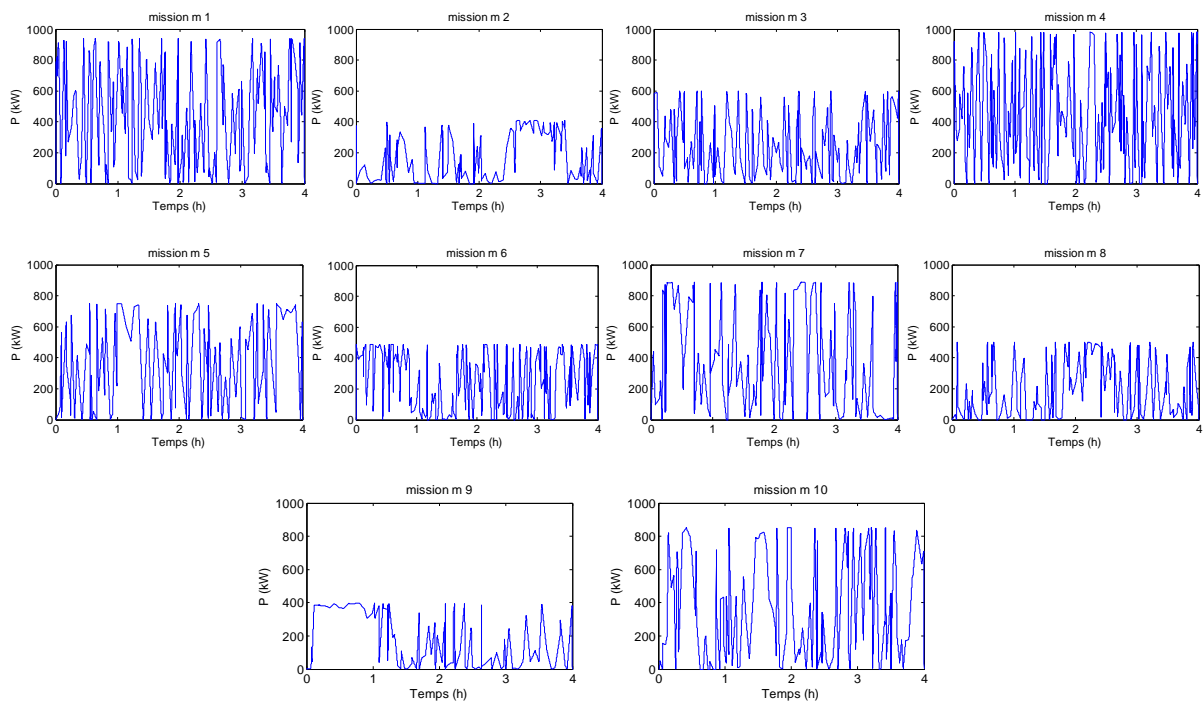 mission m 1 mission m 2 mission m 3 mission m 4
1000 1000 1000 1000
800 800 800 800
600 600 600 600
400 400 400 400
200 200 200 200
0 0 0 0
P (kW) P (kW) P (kW) P (kW)
0 1 2 3 4 0 1 2 3 4 0 1 2 3 4 0 1 2 3 4
Temps (h) Temps (h) Temps (h) Temps (h)
mission m 5 mission m 6 mission m 7 mission m 8
1000 1000 1000 1000
800 800 800 800
600 600 600 600
400 400 400 400
200 200 200 200
0 0 0 0
P (kW) P (kW) P (kW) P (kW)
0 1 2 3 4 0 1 2 3 4 0 1 2 3 4 0 1 2 3 4
Temps (h) Temps (h) Temps (h) Temps (h)
mission m 9 mission m 10
1000 1000
800 800
600 600
400 400
200 200
0 0
P (kW) P (kW)
0 1 2 3 4 0 1 2 3 4
Temps (h) Temps (h)